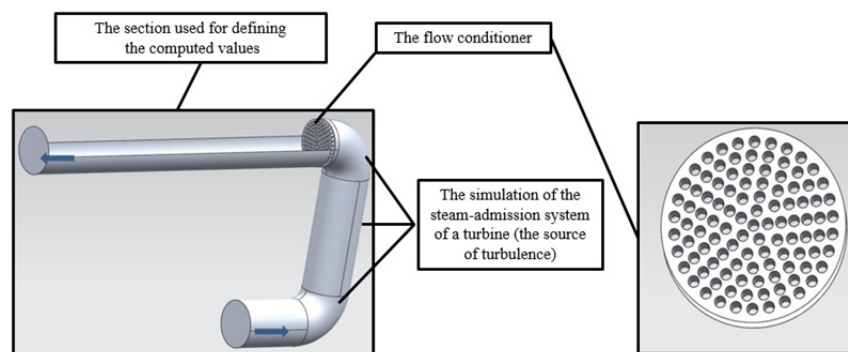 The section used for defining
the computed values
The flow conditioner
The simulation of the
steam-admission system
of a turbine (the source
of turbulence)